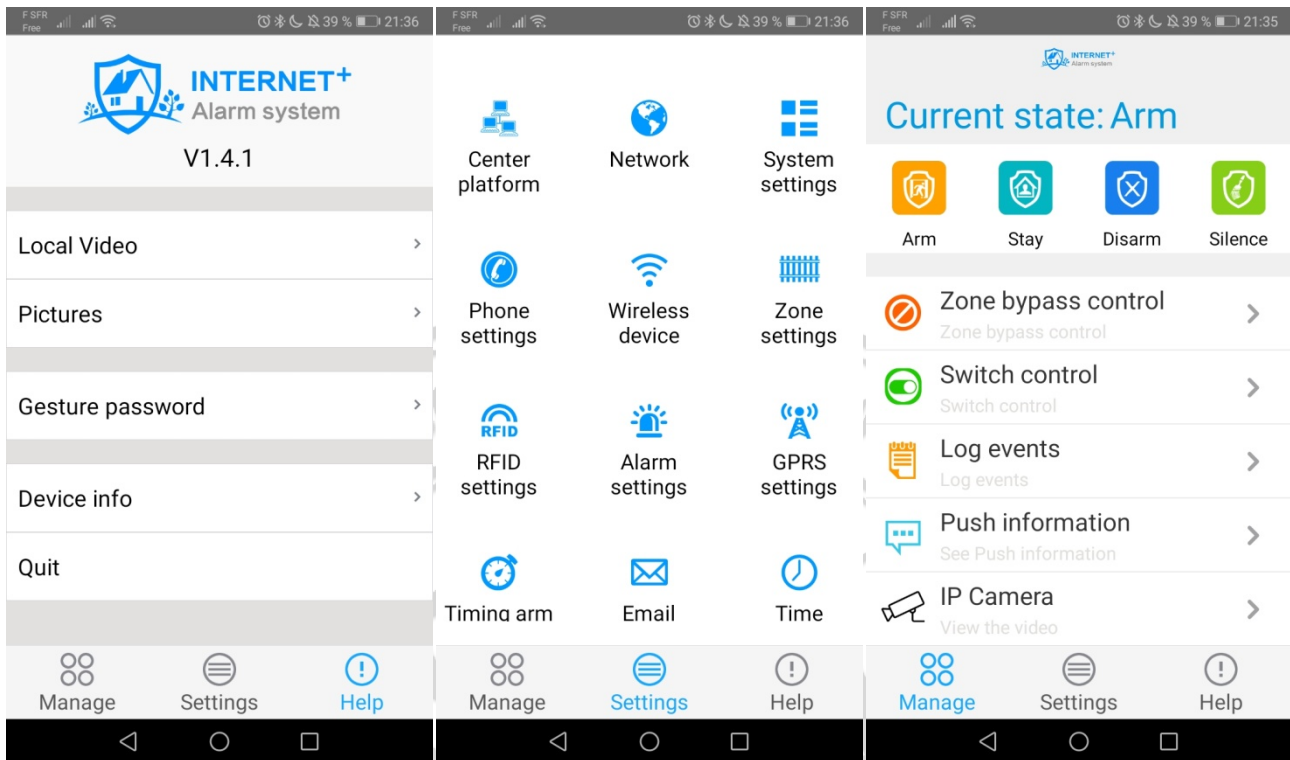 F SFR
Free
39 % 21:36
INTERNET+
Alarm system
V1.4.1
Local Video
Pictures
Gesture password
Device info
Quit
Manage Settings Help
F SFR
Free
39 % 21:36
Center
platform
Network
System
settings
Phone
settings
Wireless
device
Zone
settings
RFID
RFID
settings
Alarm
settings
GPRS
settings
Timing arm
Email
Time
Manage Settings Help
F SFR
Free
39 % 21:35
INTERNET+
Alarm system
Current state: Arm
Arm Stay Disarm Silence
Zone bypass control
Zone bypass control
Switch control
Switch control
Log events
Log events
Push information
See Push information
IP Camera
View the video
Manage Settings Help